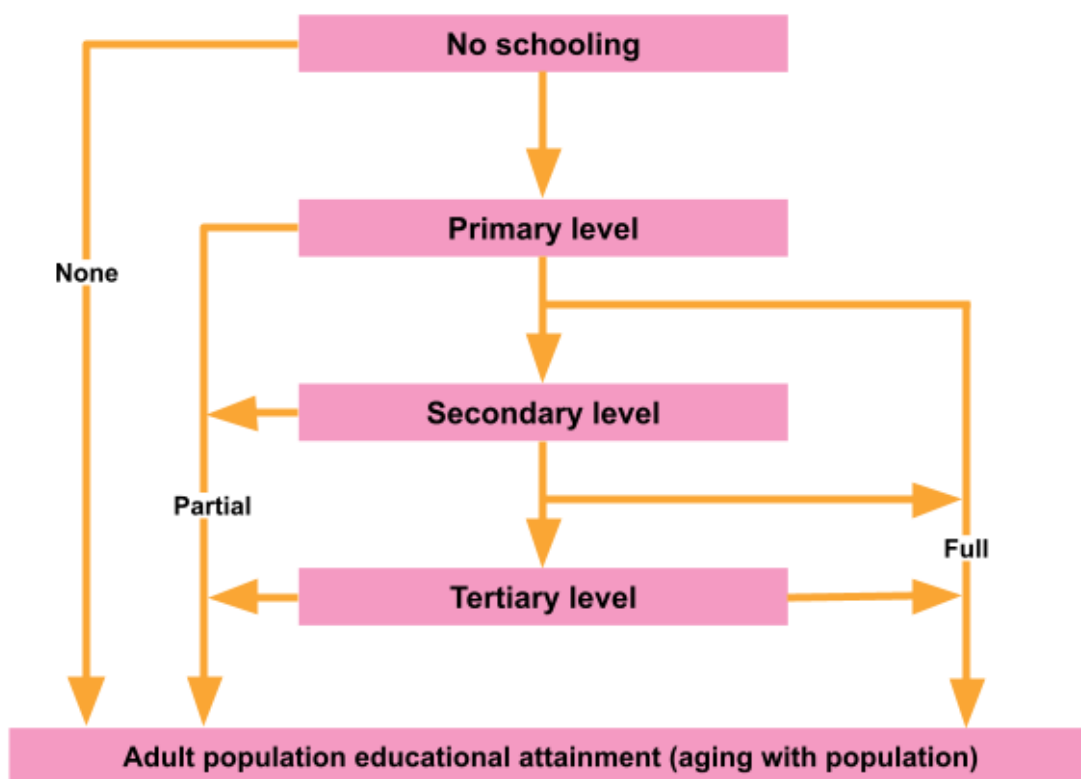 No schooling
Primary level
None
Secondary level
Partial
Full
Tertiary level
Adult population educational attainment (aging with population)